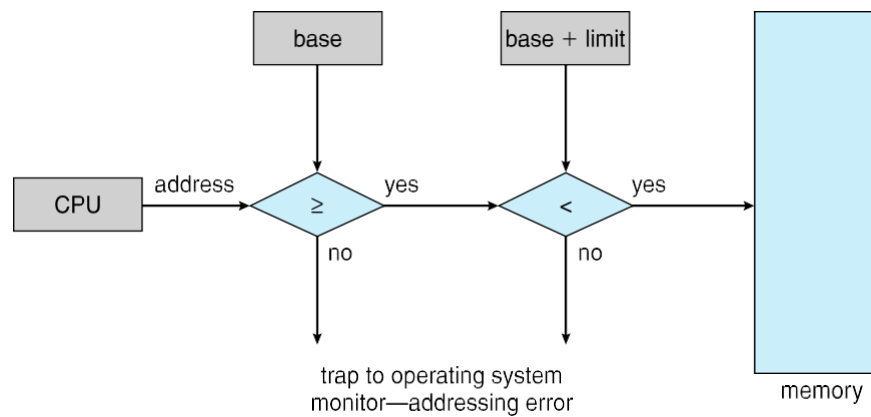 base
base + limit
CPU
address
≥
yes
<
yes
no
no
trap to operating system
monitor—addressing error
memory